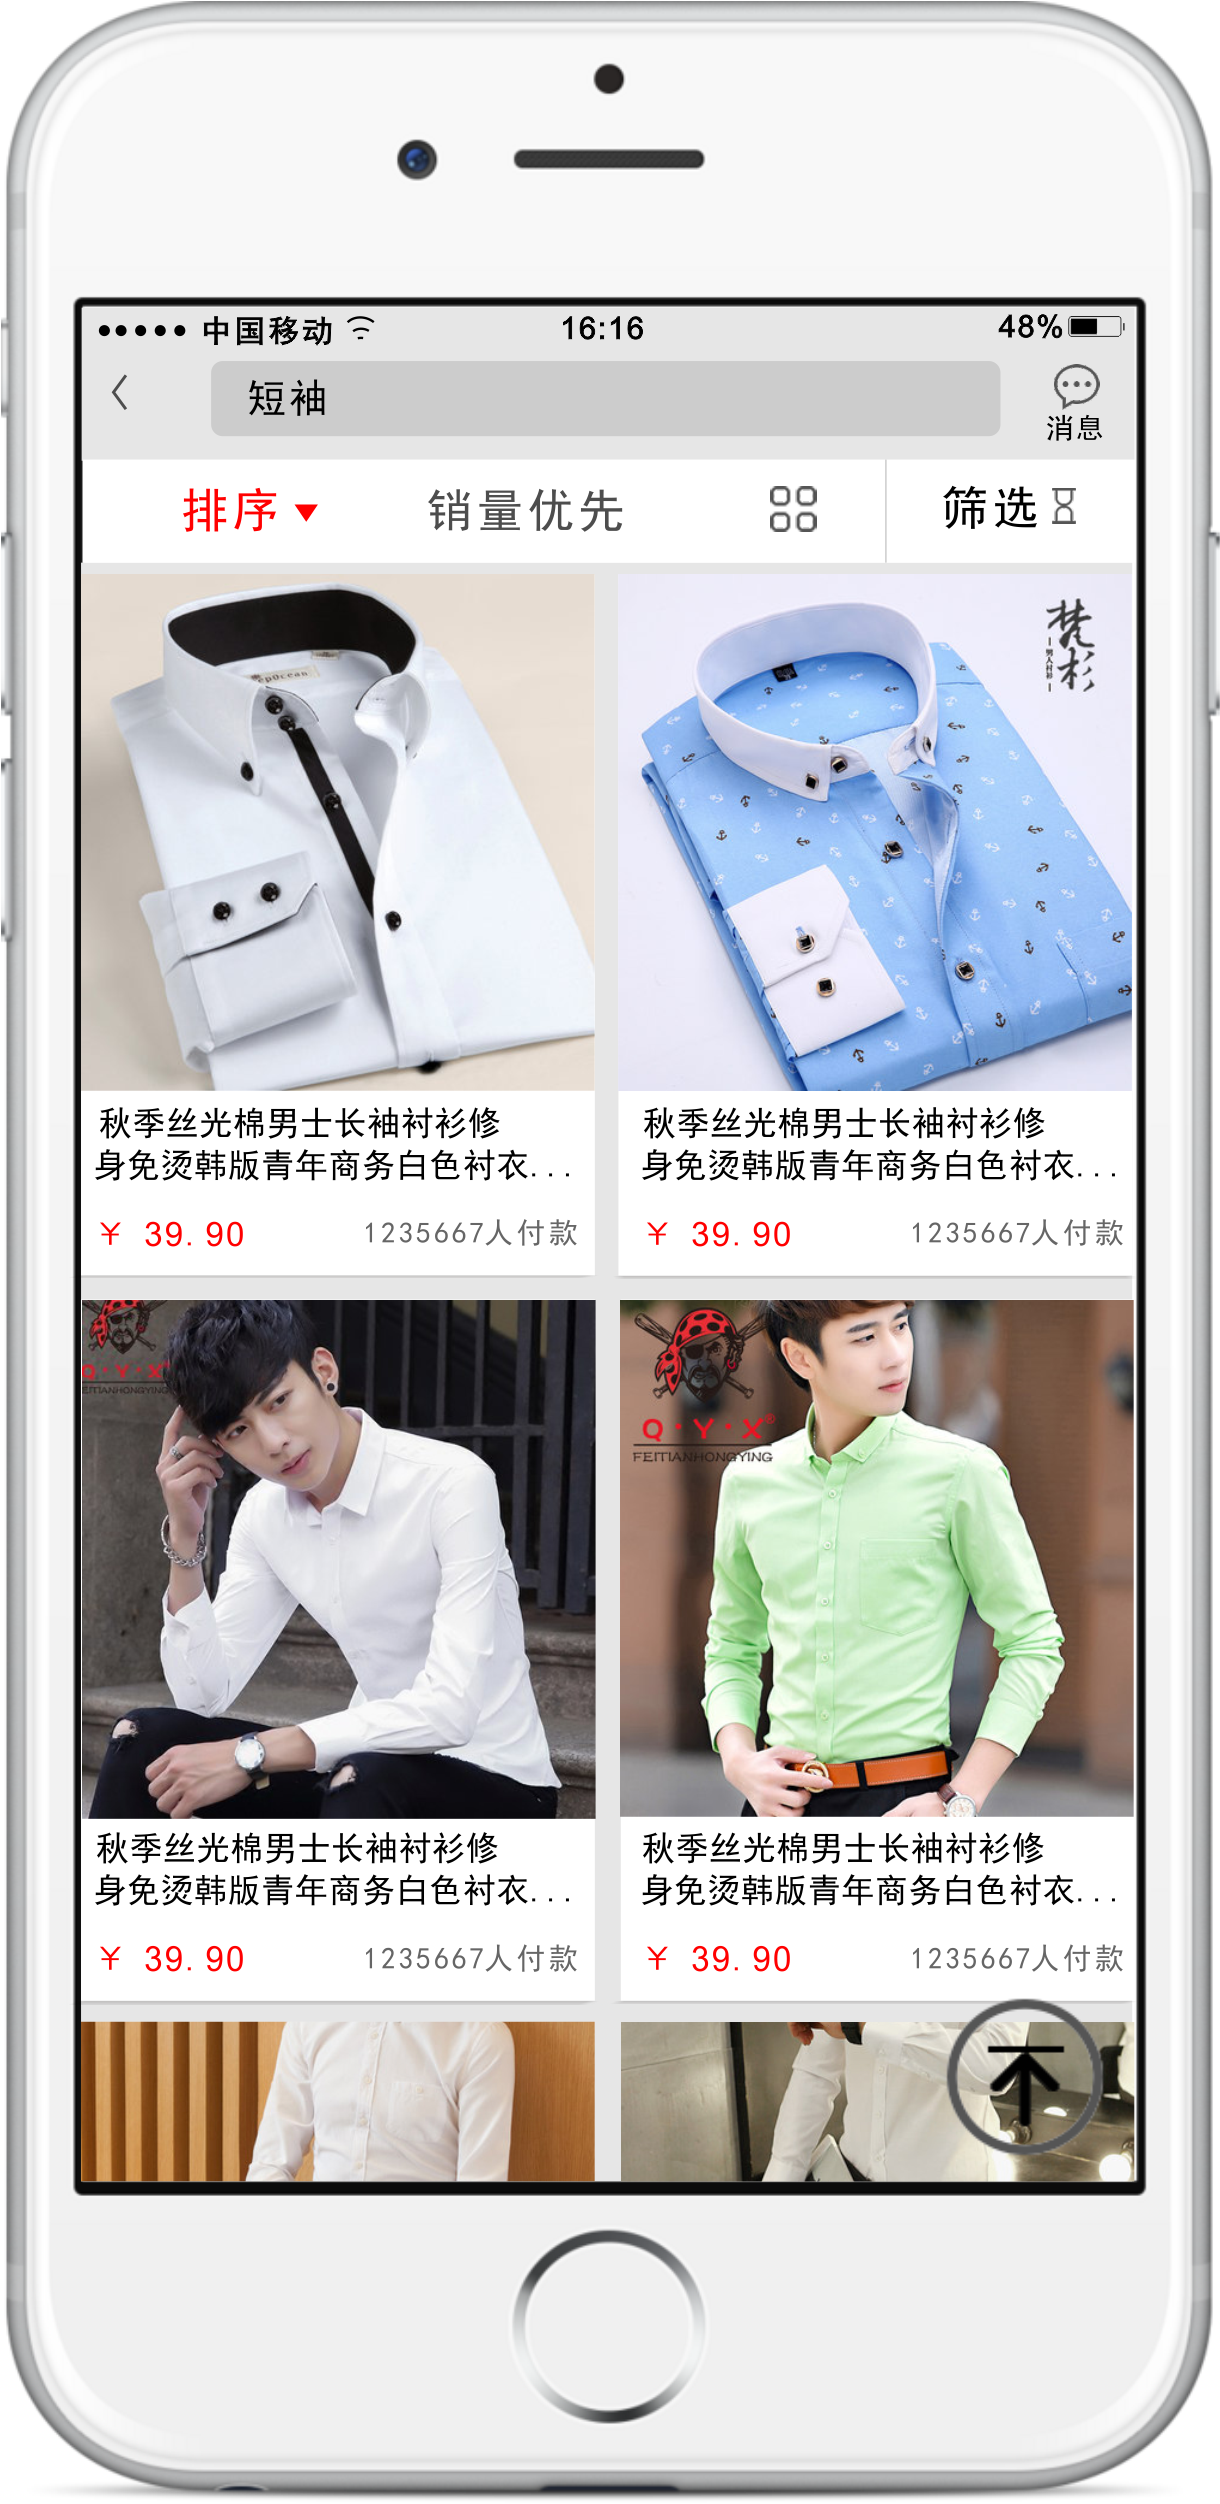 中国移动
16:16
48%
短袖
消息
排序
销量优先
筛选
epOcean
梵杉
男人衬衫
秋季丝光棉男士长袖衬衫修
身免烫韩版青年商务白色衬衣...
¥ 39.90
1235667人付款
秋季丝光棉男士长袖衬衫修
身免烫韩版青年商务白色衬衣...
¥ 39.90
1235667人付款
Q·Y·X
FEITIANHONGYING
Q·Y·X®
FEITIANHONGYING
秋季丝光棉男士长袖衬衫修
身免烫韩版青年商务白色衬衣...
¥ 39.90
1235667人付款
秋季丝光棉男士长袖衬衫修
身免烫韩版青年商务白色衬衣...
¥ 39.90
1235667人付款